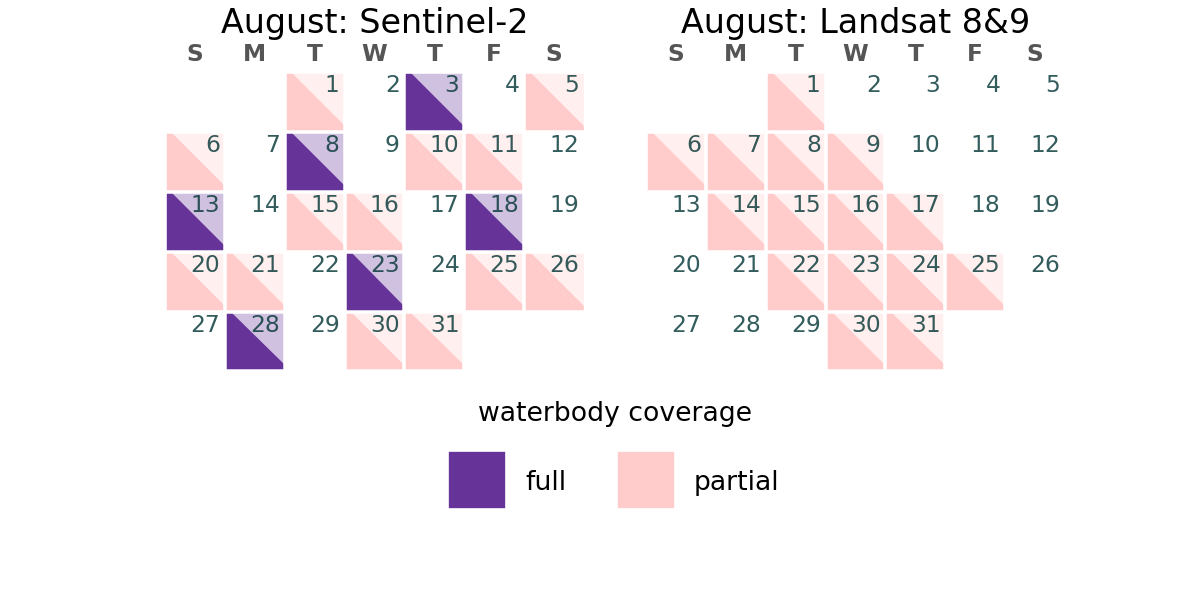 August: Sentinel-2
S M T W T F S
1 2 3 4 5
6 7 8 9 10 11 12
13 14 15 16 17 18 19
20 21 22 23 24 25 26
27 28 29 30 31
August: Landsat 8&9
S M T W T F S
1 2 3 4 5
6 7 8 9 10 11 12
13 14 15 16 17 18 19
20 21 22 23 24 25 26
27 28 29 30 31
waterbody coverage
full
partial